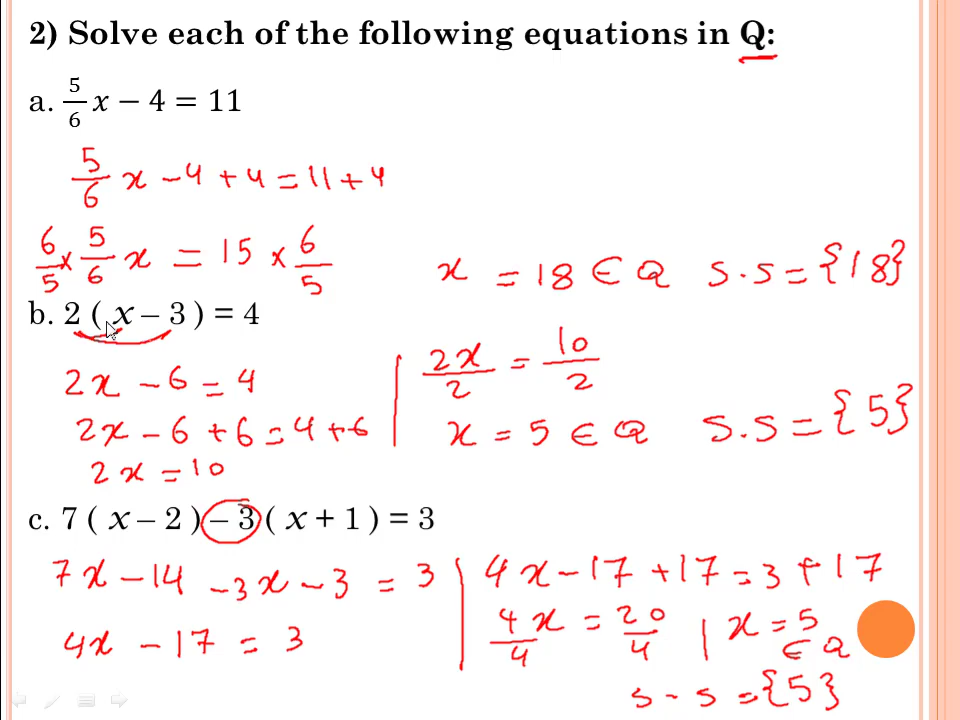 2) Solve each of the following equations in Q:
a. 5/6 x − 4 = 11
5/6 x − 4 + 4 = 11 + 4
6/5 × 5/6 x = 15 × 6/5
x = 18 ∈ Q S.S = {18}
b. 2 ( x – 3 ) = 4
2x − 6 = 4
2x − 6 + 6 = 4 + 6
2x = 10
2x/2 = 10/2
x = 5 ∈ Q S.S = {5}
c. 7 ( x – 2 ) – 3 ( x + 1 ) = 3
7x − 14 − 3x − 3 = 3
4x − 17 = 3
4x − 17 + 17 = 3 + 17
4x/4 = 20/4 | x = 5
∈ Q
S - S = {5}